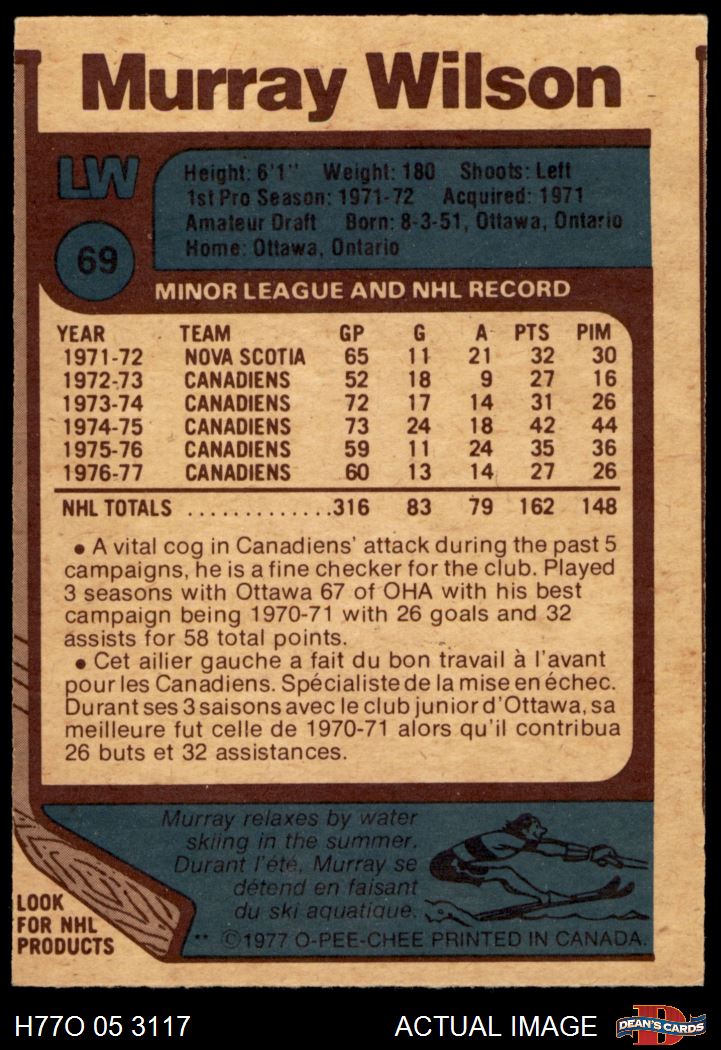 Murray Wilson
LW
Height: 6'1" Weight: 180 Shoots: Left
1st Pro Season: 1971-72 Acquired: 1971
Amateur Draft Born: 8-3-51, Ottawa, Ontario
Home: Ottawa, Ontario
69
MINOR LEAGUE AND NHL RECORD
YEAR TEAM GP G A PTS PIM
1971-72 NOVA SCOTIA 65 11 21 32 30
1972-73 CANADIENS 52 18 9 27 16
1973-74 CANADIENS 72 17 14 31 26
1974-75 CANADIENS 73 24 18 42 44
1975-76 CANADIENS 59 11 24 35 36
1976-77 CANADIENS 60 13 14 27 26
NHL TOTALS .............316 83 79 162 148
• A vital cog in Canadiens' attack during the past 5
campaigns, he is a fine checker for the club. Played
3 seasons with Ottawa 67 of OHA with his best
campaign being 1970-71 with 26 goals and 32
assists for 58 total points.
• Cet ailier gauche a fait du bon travail à l'avant
pour les Canadiens. Spécialiste de la mise en échec.
Durant ses 3 saisons avec le club junior d'Ottawa, sa
meilleure fut celle de 1970-71 alors qu'il contribua
26 buts et 32 assistances.
Murray relaxes by water
skiing in the summer.
Durant l'été, Murray se
détend en faisant
du ski aquatique.
LOOK
FOR NHL
PRODUCTS
** ©1977 O-PEE-CHEE PRINTED IN CANADA.
H77O 05 3117 ACTUAL IMAGE
DEAN'S CARDS